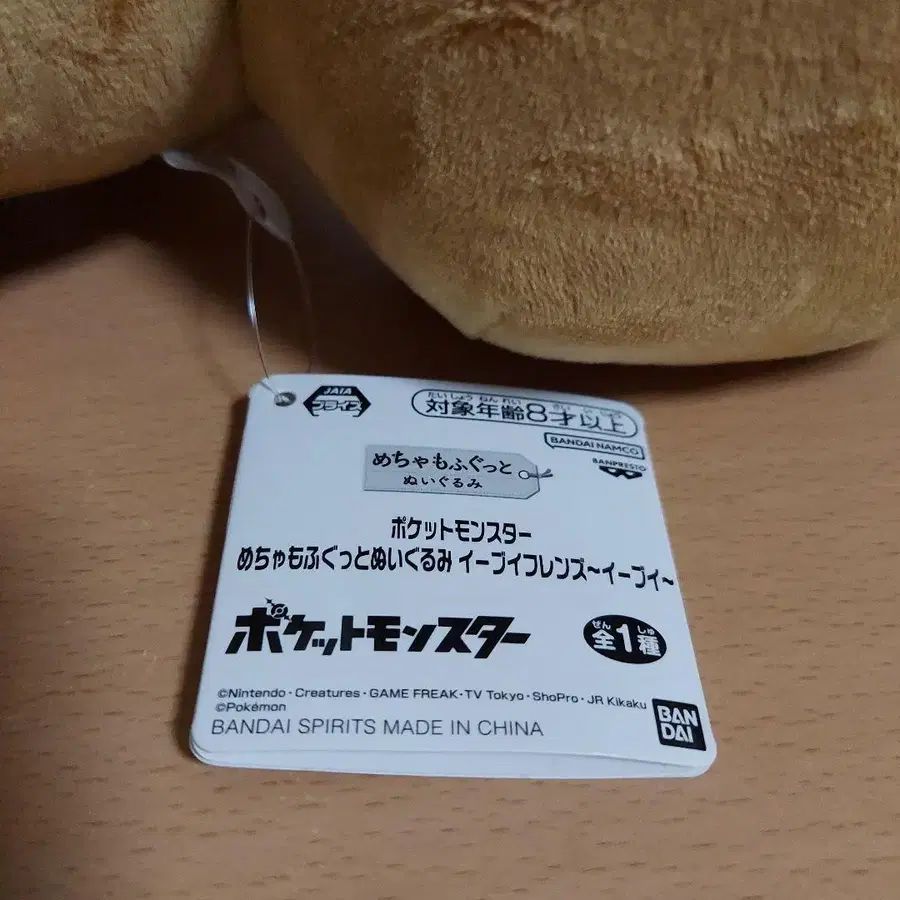 JAIA
プライズ
たいしょうねんれい さいいじょう
対象年齢8才以上
BANDAI NAMCO
BANPRESTO
めちゃもふぐっと
ぬいぐるみ
ポケットモンスター
めちゃもふぐっとぬいぐるみ イーブイフレンズ~イーブイ~
ポケットモンスター
ぜん しゅ
全1種
©Nintendo・Creatures・GAME FREAK・TV Tokyo・ShoPro・JR Kikaku
©Pokémon
BANDAI SPIRITS MADE IN CHINA
BAN
DAI